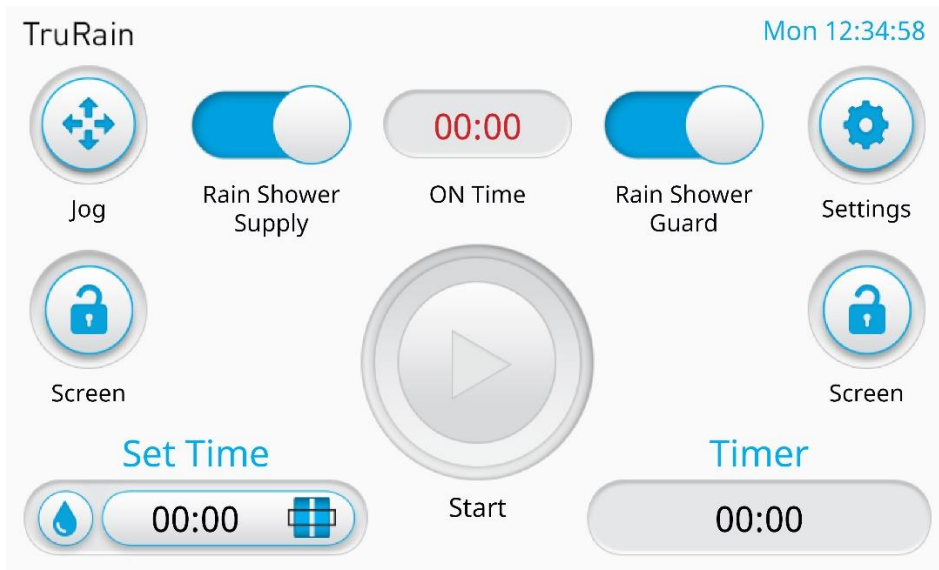 TruRain
Mon 12:34:58
00:00
Jog
Rain Shower
Supply
ON Time
Rain Shower
Guard
Settings
Screen
Screen
Set Time
Timer
00:00
Start
00:00